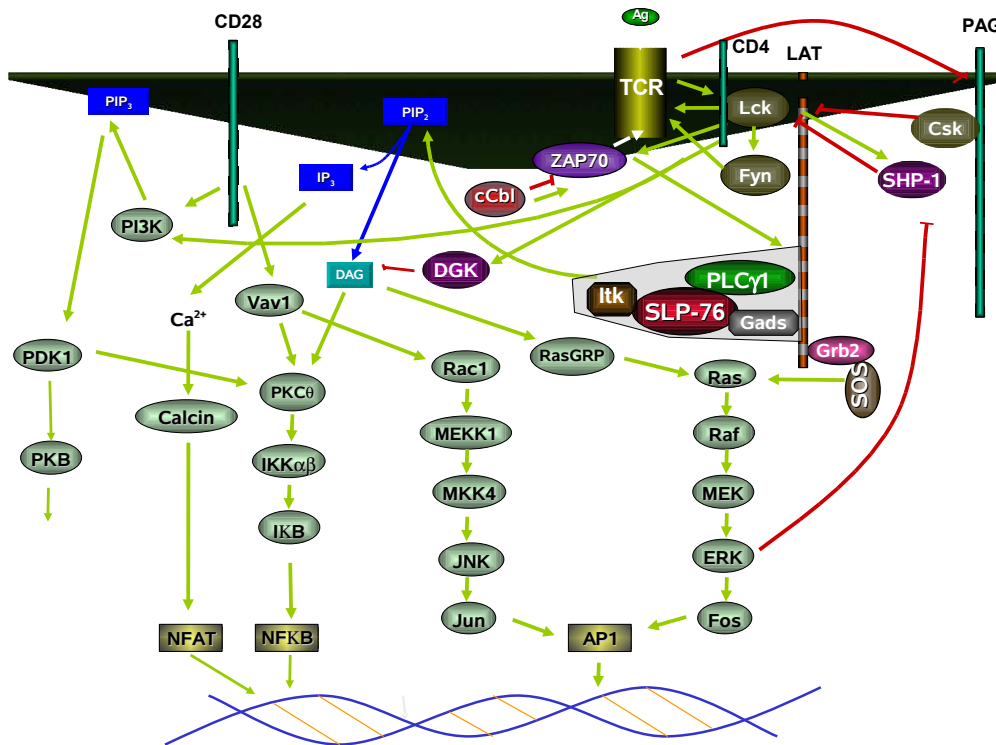 Ag
CD28
PAG
CD4
LAT
TCR
PIP3
PIP2
Lck
Csk
ZAP70
Fyn
SHP-1
IP3
cCbl
PI3K
DAG
DGK
PLCγ1
Itk
SLP-76
Gads
Vav1
Ca2+
PDK1
RasGRP
Grb2
SOS
Rac1
Ras
PKCθ
Calcin
MEKK1
Raf
PKB
IKKαβ
MKK4
MEK
IKB
JNK
ERK
Jun
Fos
NFAT
NFKB
AP1